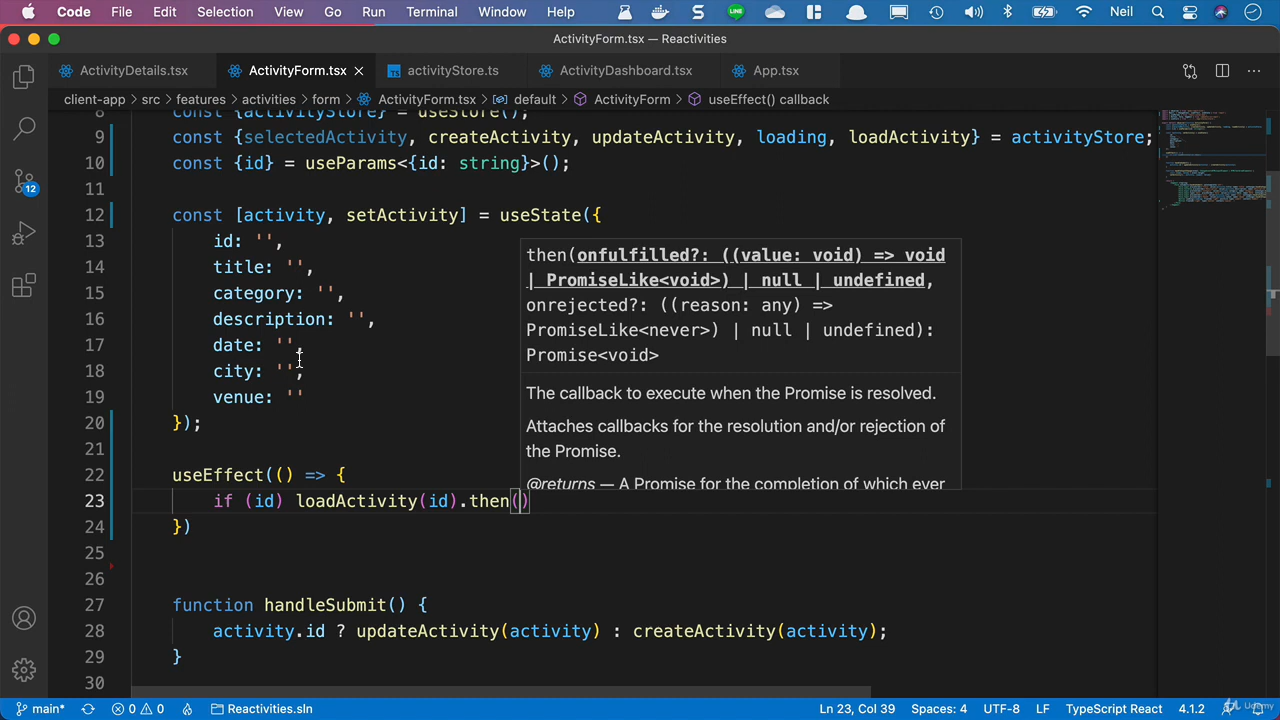 Code File Edit Selection View Go Run Terminal Window Help Neil
ActivityForm.tsx — Reactivities
ActivityDetails.tsx ActivityForm.tsx activityStore.ts ActivityDashboard.tsx App.tsx
client-app > src > features > activities > form > ActivityForm.tsx > default > ActivityForm > useEffect() callback
8 const {activityStore} = useStore();
9 const {selectedActivity, createActivity, updateActivity, loading, loadActivity} = activityStore;
10 const {id} = useParams<{id: string}>();
11
12 const [activity, setActivity] = useState({
13 id: '',
14 title: '',
15 category: '',
16 description: '',
17 date: '',
18 city: '',
19 venue: ''
20 });
21
22 useEffect(() => {
23 if (id) loadActivity(id).then()
24 })
25
26
27 function handleSubmit() {
28 activity.id ? updateActivity(activity) : createActivity(activity);
29 }
30
then(onfulfilled?: ((value: void) => void
| PromiseLike<void>) | null | undefined,
onrejected?: ((reason: any) =>
PromiseLike<never>) | null | undefined):
Promise<void>
The callback to execute when the Promise is resolved.
Attaches callbacks for the resolution and/or rejection of
the Promise.
@returns — A Promise for the completion of which ever
12
main* 0 0 Reactivities.sln Ln 23, Col 39 Spaces: 4 UTF-8 LF TypeScript React 4.1.2
Udemy